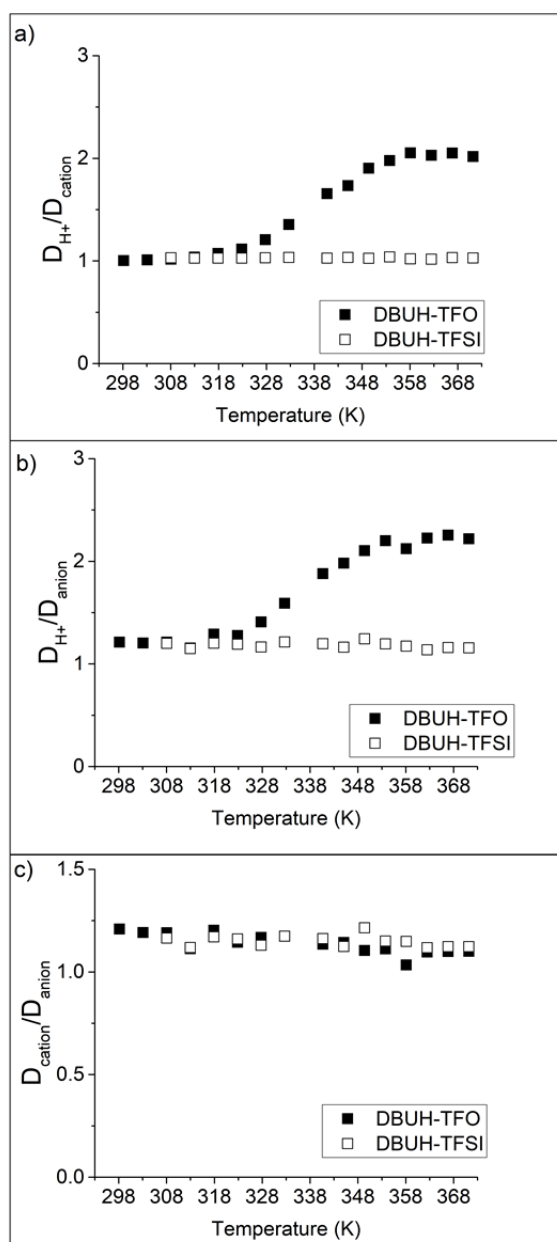 a)
3
2
1
0
D_H+/D_cation
DBUH-TFO
DBUH-TFSI
298 308 318 328 338 348 358 368
Temperature (K)
b)
3
2
1
0
D_H+/D_anion
DBUH-TFO
DBUH-TFSI
298 308 318 328 338 348 358 368
Temperature (K)
c)
1.5
1.0
0.5
0.0
D_cation/D_anion
DBUH-TFO
DBUH-TFSI
298 308 318 328 338 348 358 368
Temperature (K)